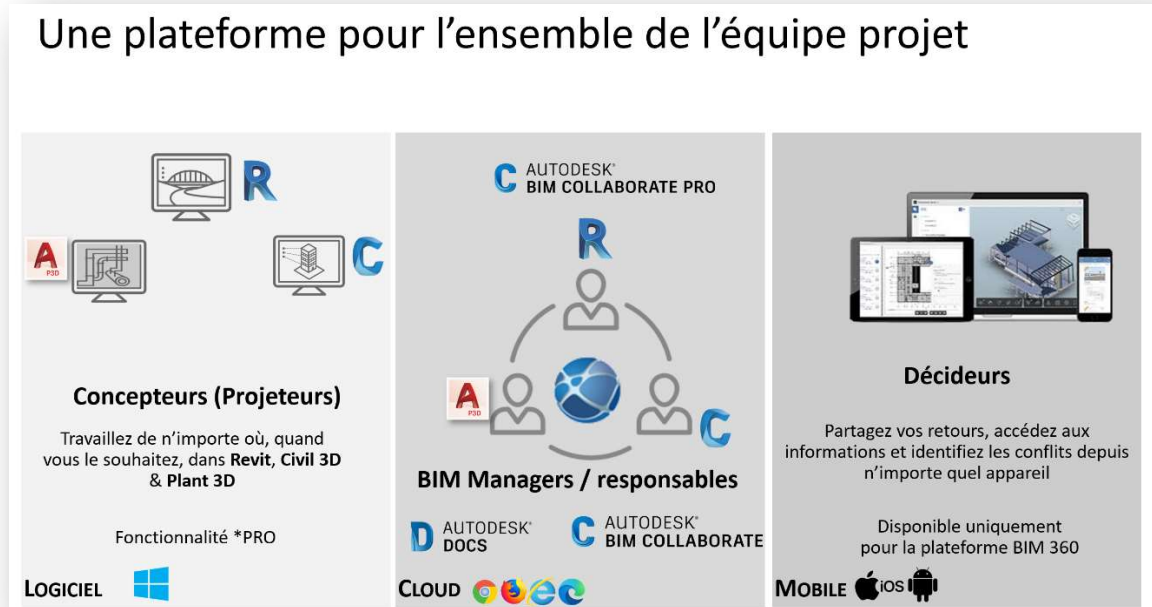 Une plateforme pour l’ensemble de l’équipe projet
R
A
P3D
C
Concepteurs (Projeteurs)
Travaillez de n’importe où, quand
vous le souhaitez, dans Revit, Civil 3D
& Plant 3D
Fonctionnalité *PRO
LOGICIEL
C AUTODESK®
BIM COLLABORATE PRO
R
A
P3D
C
BIM Managers / responsables
D AUTODESK®
DOCS
C AUTODESK®
BIM COLLABORATE
CLOUD
Décideurs
Partagez vos retours, accédez aux
informations et identifiez les conflits depuis
n’importe quel appareil
Disponible uniquement
pour la plateforme BIM 360
MOBILE iOS